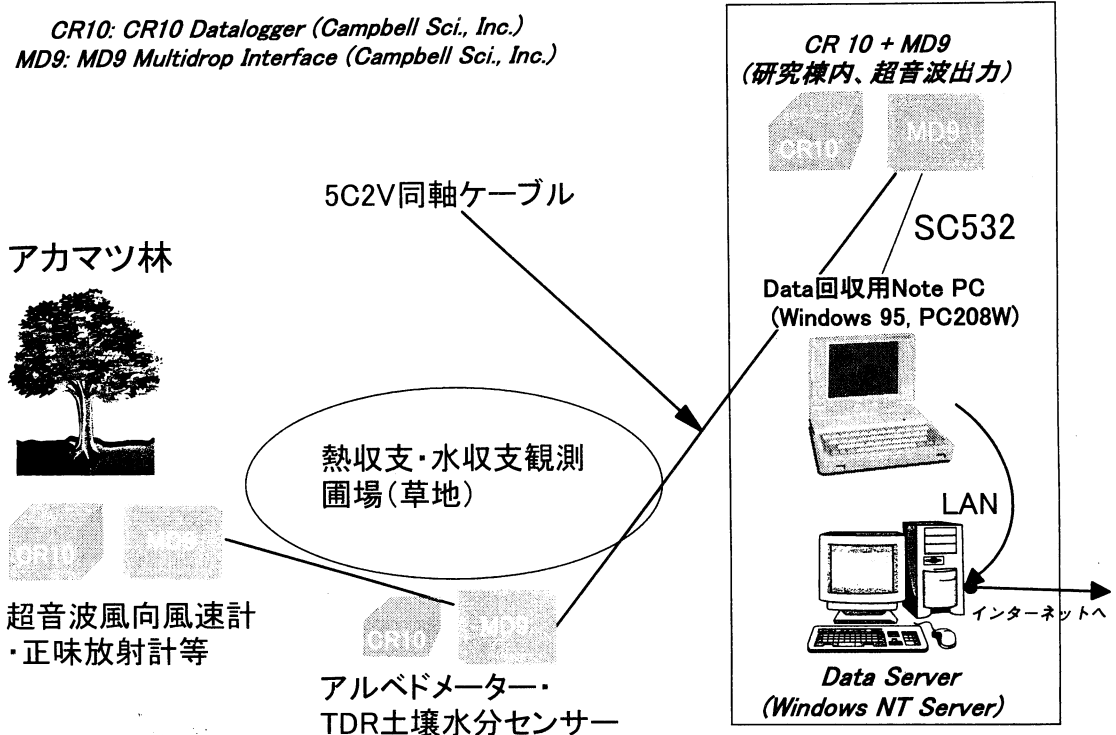 CR10: CR10 Datalogger (Campbell Sci., Inc.)
MD9: MD9 Multidrop Interface (Campbell Sci., Inc.)
CR 10 + MD9
(研究棟内、超音波出力)
CR10
MD9
5C2V同軸ケーブル
SC532
アカマツ林
Data回収用Note PC
(Windows 95, PC208W)
熱収支・水収支観測
圃場(草地)
LAN
CR10
MD9
超音波風向風速計
・正味放射計等
CR10
MD9
インターネットへ
アルベドメーター・
TDR土壌水分センサー
Data Server
(Windows NT Server)